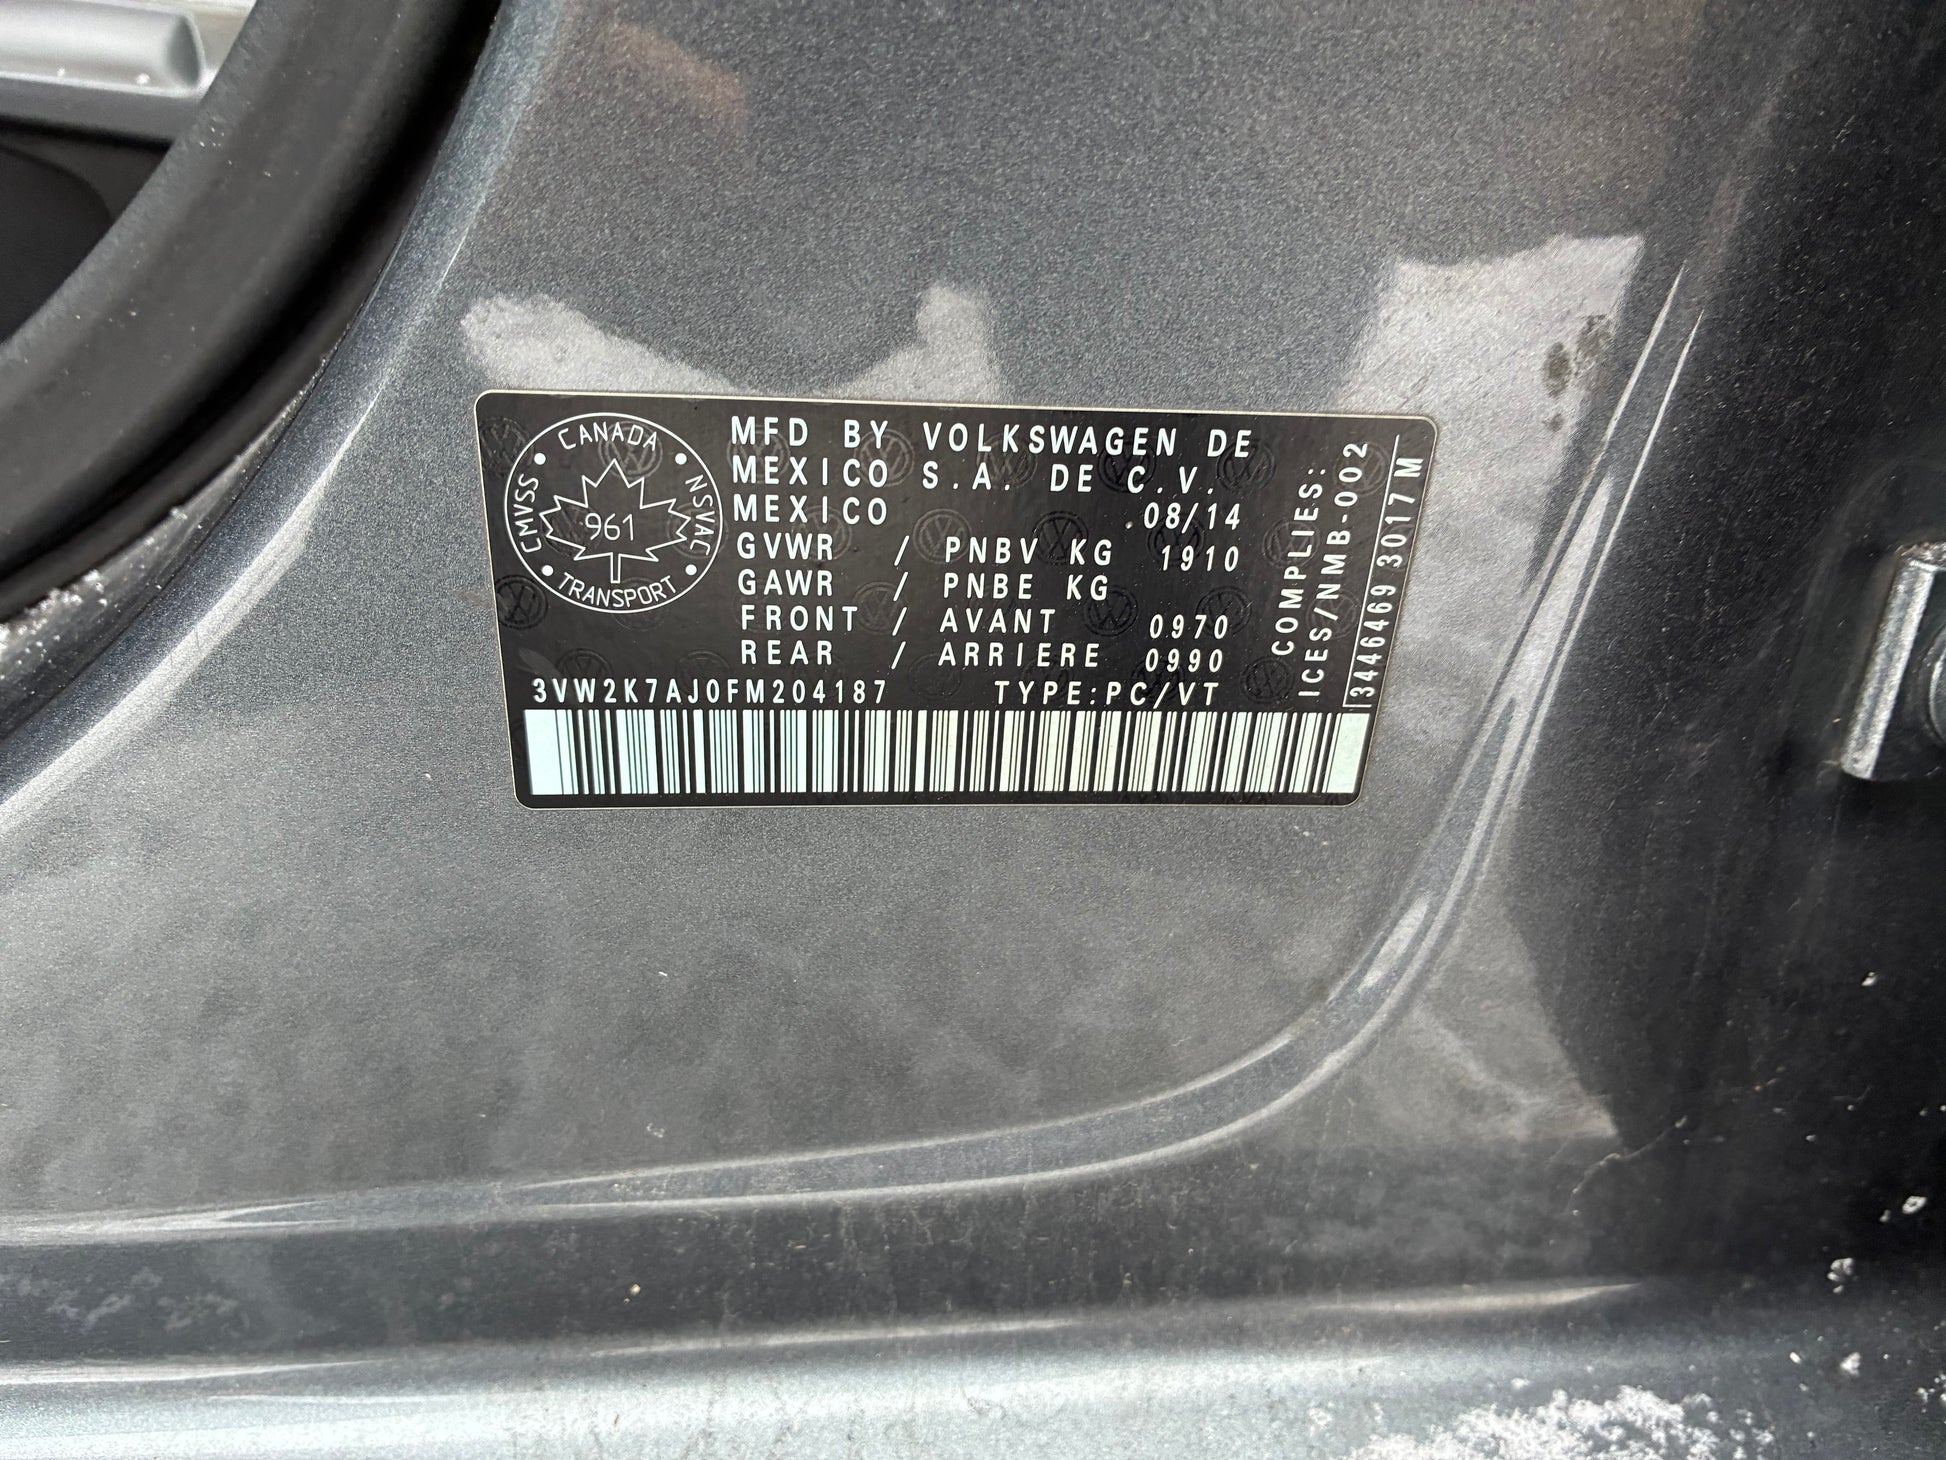 CANADA
CMVSS
NSVAC
961
TRANSPORT
MFD BY VOLKSWAGEN DE
MEXICO S.A. DE C.V.
MEXICO .08/14
GVWR / PNBV KG 1910
GAWR / PNBE KG
FRONT / AVANT 0970
REAR / ARRIERE 0990
3VW2K7AJ0FM204187 TYPE:PC/VT
COMPLIES:
ICES/NMB-002
3446469 3017 M